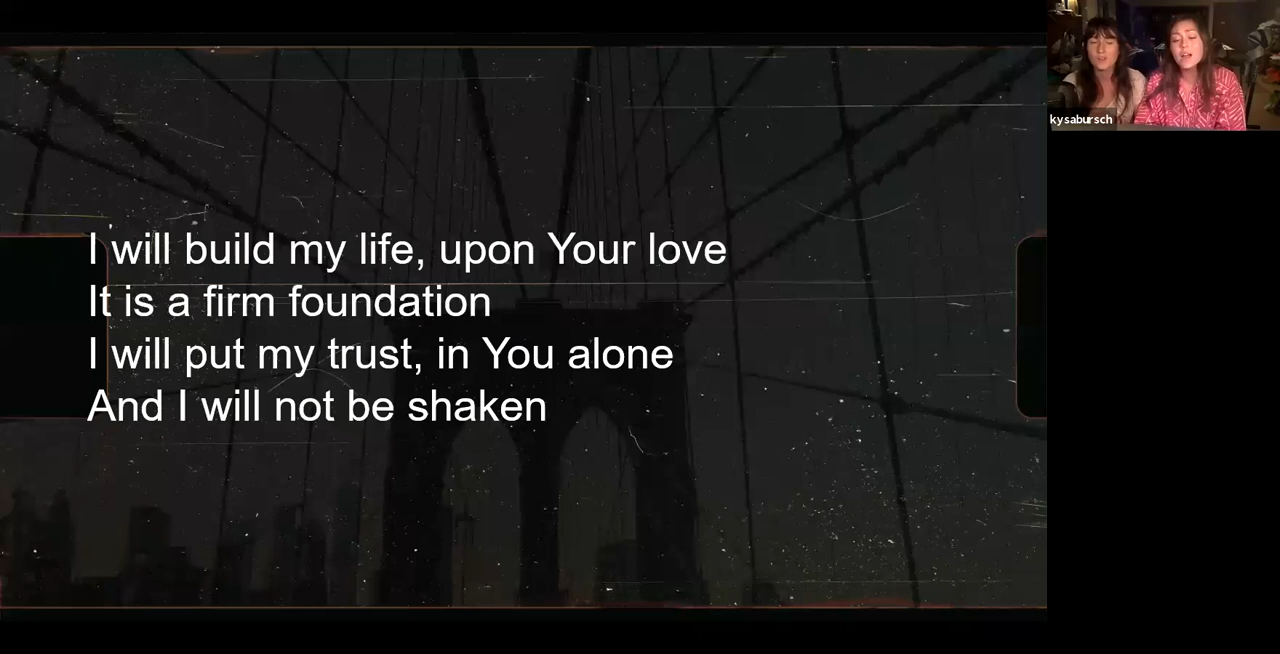 I will build my life, upon Your love
It is a firm foundation
I will put my trust, in You alone
And I will not be shaken
kysabursch